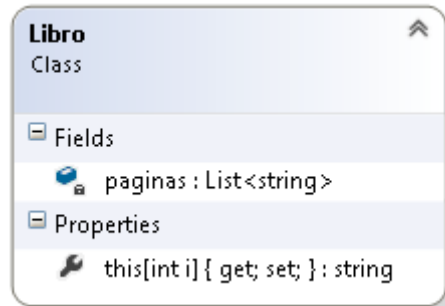 Libro
Class
Fields
paginas : List<string>
Properties
this[int i] { get; set; } : string